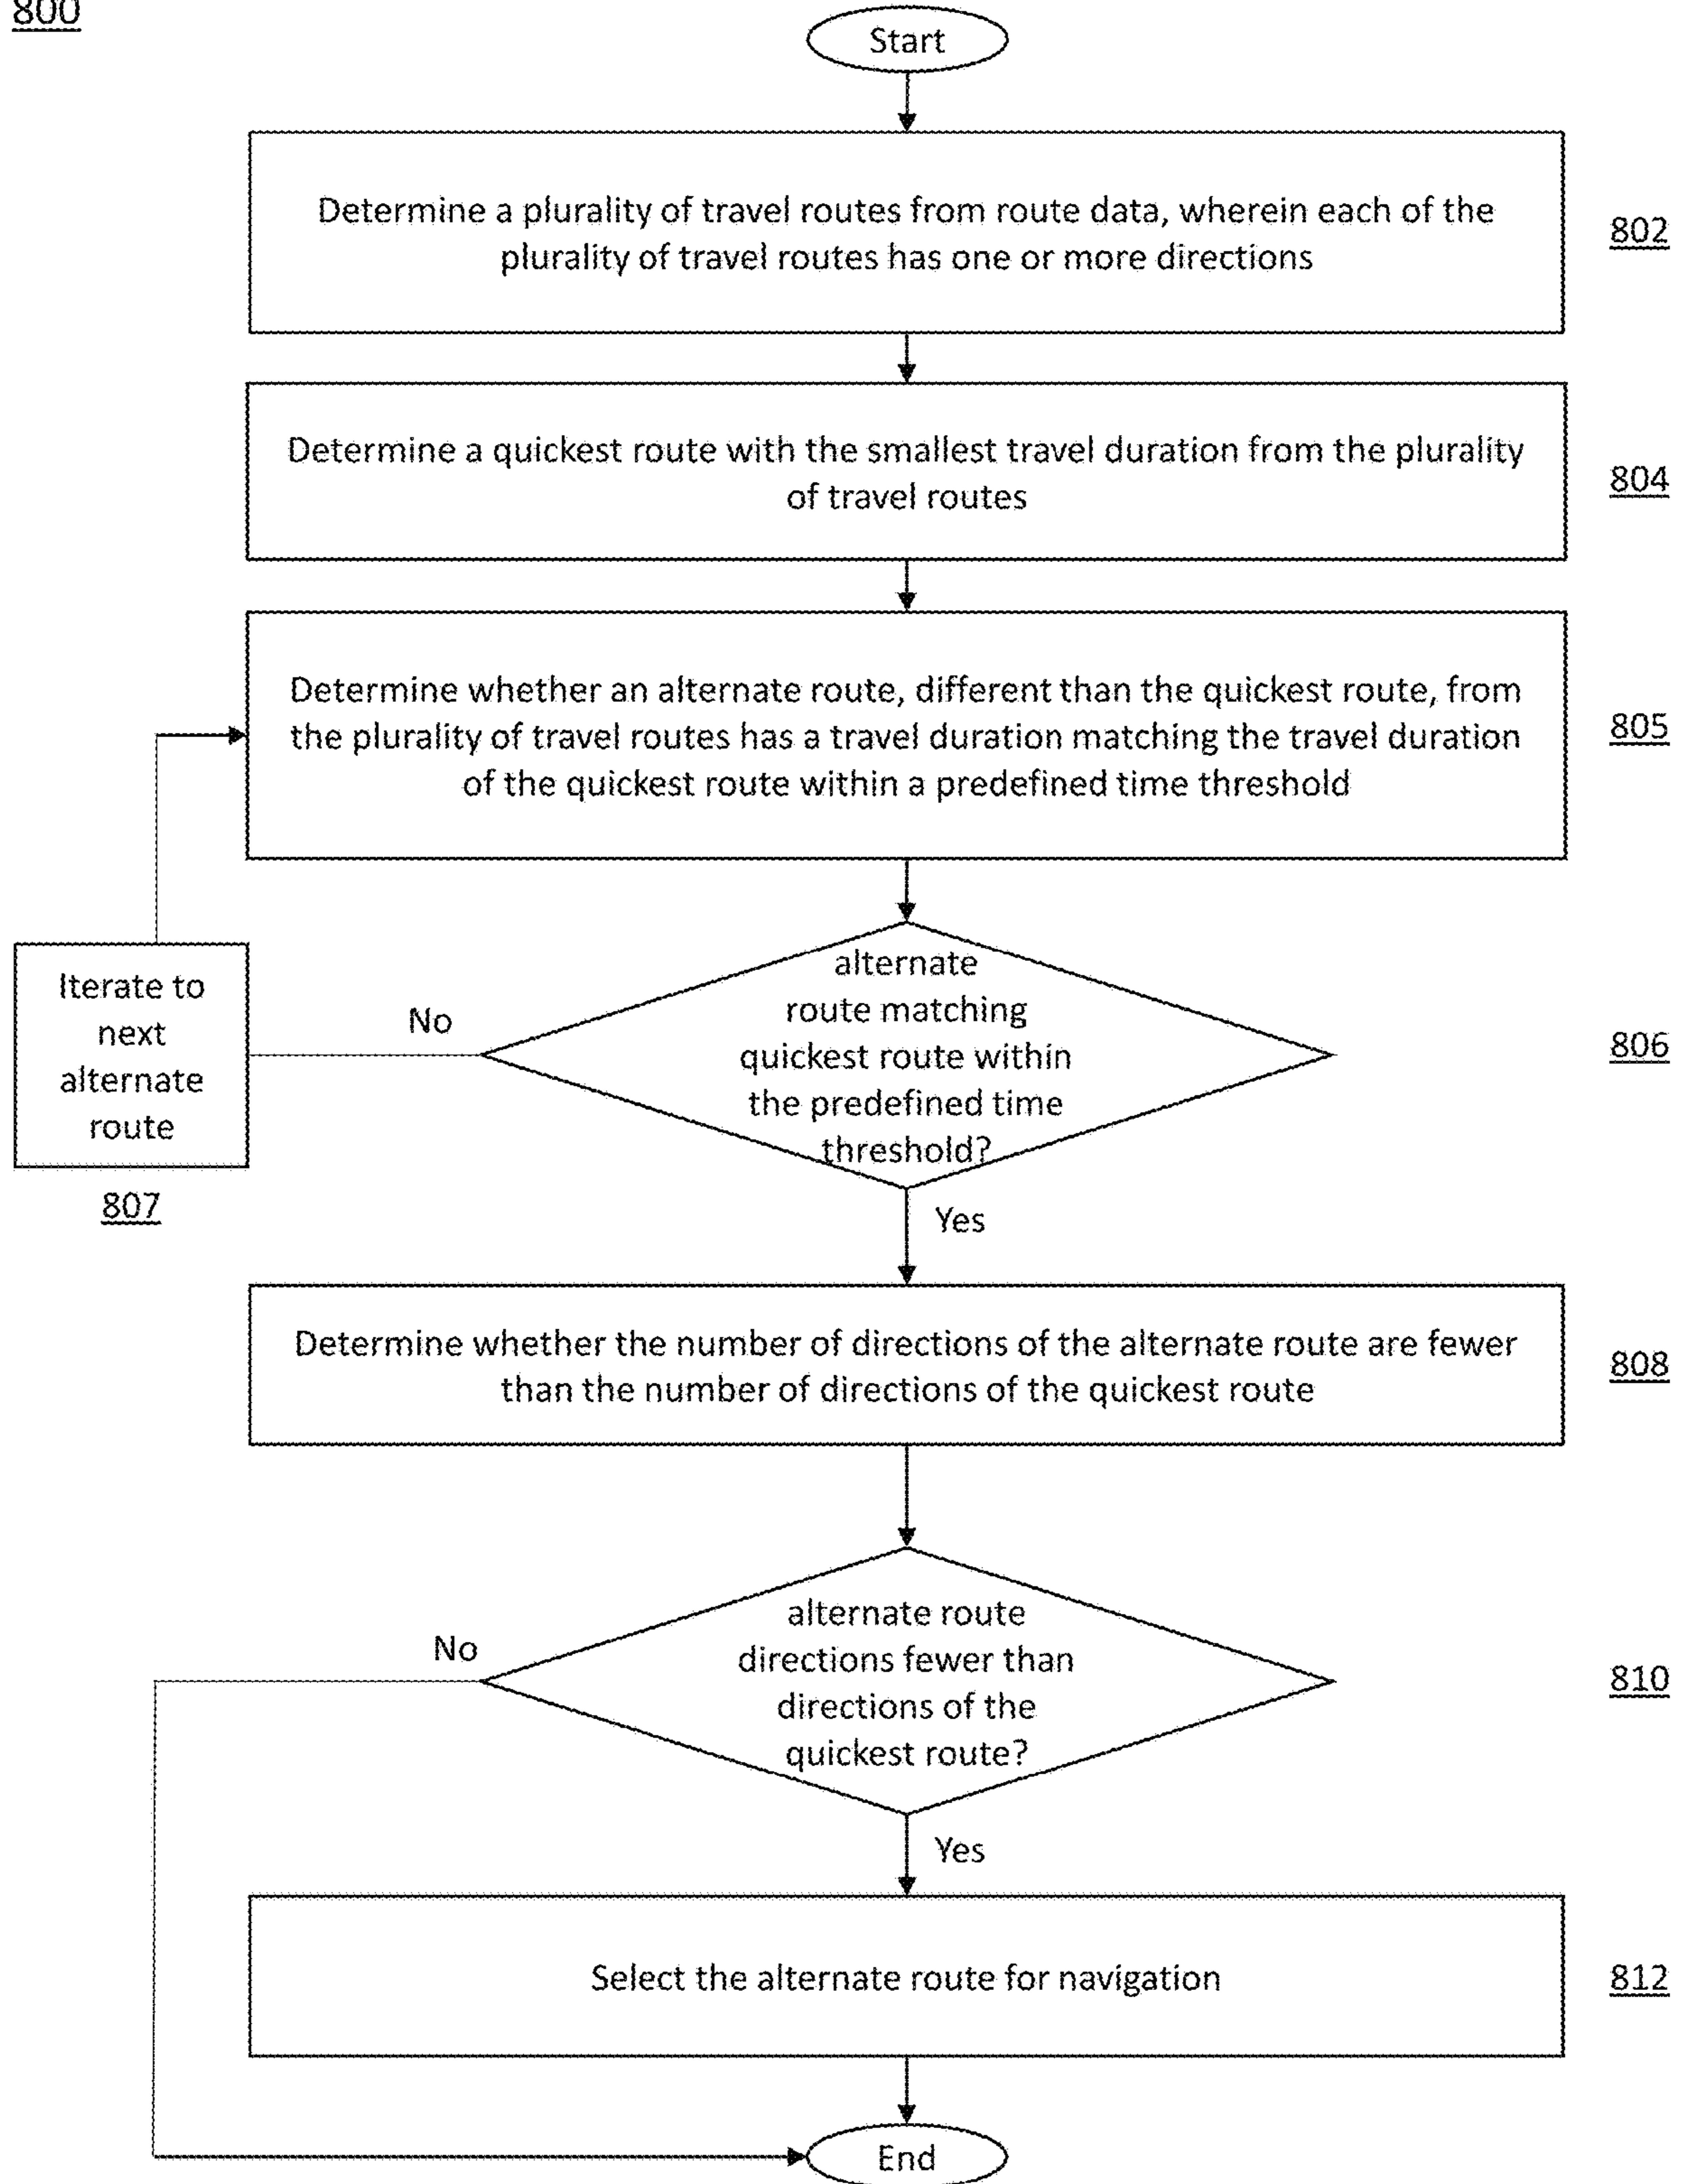 800
Start
Determine a plurality of travel routes from route data, wherein each of the
plurality of travel routes has one or more directions
802
Determine a quickest route with the smallest travel duration from the plurality
of travel routes
804
Determine whether an alternate route, different than the quickest route, from
the plurality of travel routes has a travel duration matching the travel duration
of the quickest route within a predefined time threshold
805
alternate
route matching
quickest route within
the predefined time
threshold?
806
No
Iterate to
next
alternate
route
807
Yes
Determine whether the number of directions of the alternate route are fewer
than the number of directions of the quickest route
808
alternate route
directions fewer than
directions of the
quickest route?
810
No
Yes
Select the alternate route for navigation
812
End